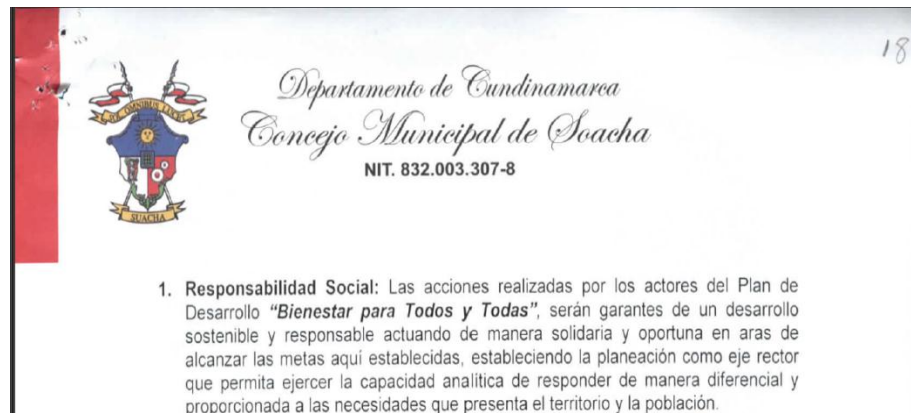 18
Departamento de Cundinamarca
Concejo Municipal de Soacha
NIT. 832.003.307-8
SOL OMNIBUS LUCET
SUACHA
1. Responsabilidad Social: Las acciones realizadas por los actores del Plan de
Desarrollo "Bienestar para Todos y Todas", serán garantes de un desarrollo
sostenible y responsable actuando de manera solidaria y oportuna en aras de
alcanzar las metas aquí establecidas, estableciendo la planeación como eje rector
que permita ejercer la capacidad analítica de responder de manera diferencial y
proporcionada a las necesidades que presenta el territorio y la población.